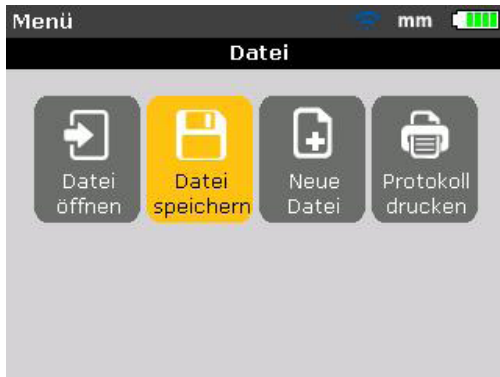 Menü mm
Datei
Datei öffnen
Datei speichern
Neue Datei
Protokoll drucken